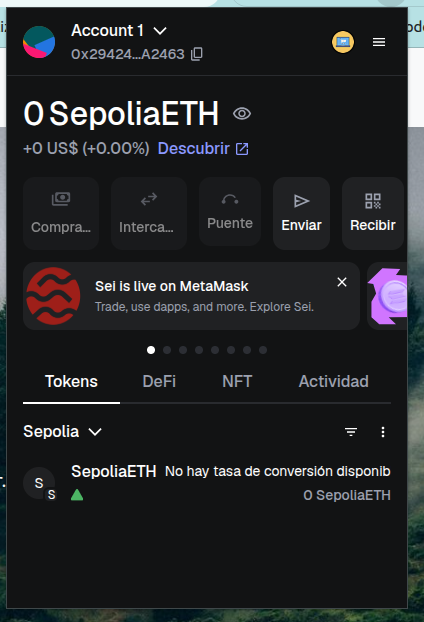 Account 1
0x29424...A2463
0 SepoliaETH
+0 US$ (+0.00%) Descubrir
Compra...
Interca...
Puente
Enviar
Recibir
Sei is live on MetaMask
Trade, use dapps, and more. Explore Sei.
Tokens DeFi NFT Actividad
Sepolia
S
S
SepoliaETH No hay tasa de conversión disponib
0 SepoliaETH